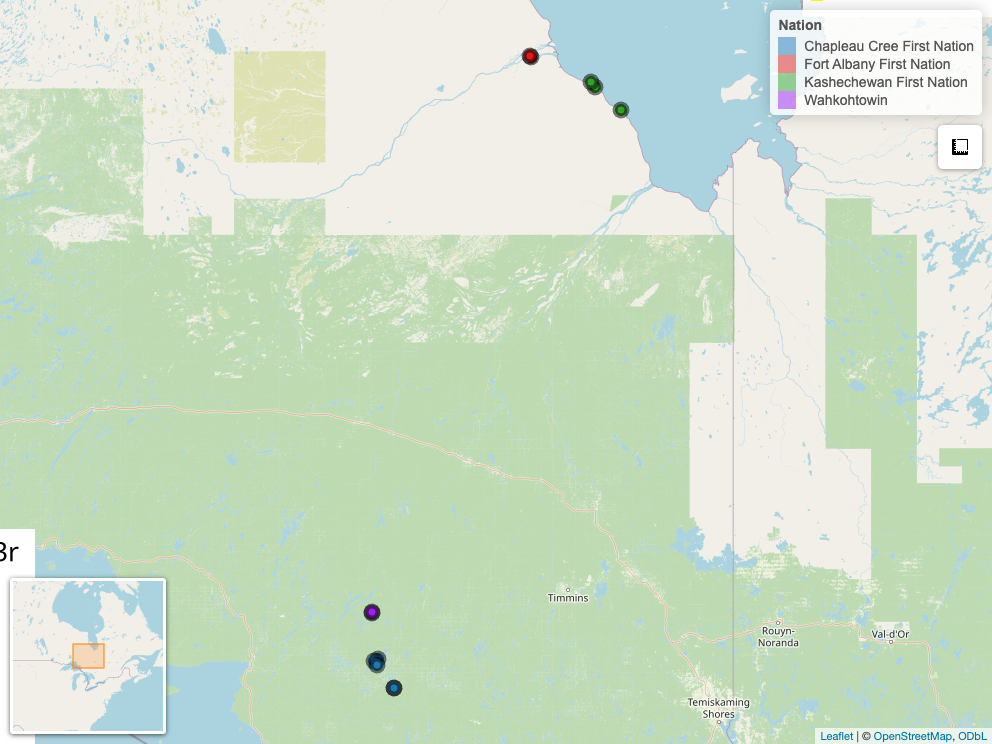 Nation
Chapleau Cree First Nation
Fort Albany First Nation
Kashechewan First Nation
Wahkohtowin
3r
Timmins
Rouyn-
Noranda
Val-d'Or
Temiskaming
Shores
Leaflet | © OpenStreetMap, ODbL